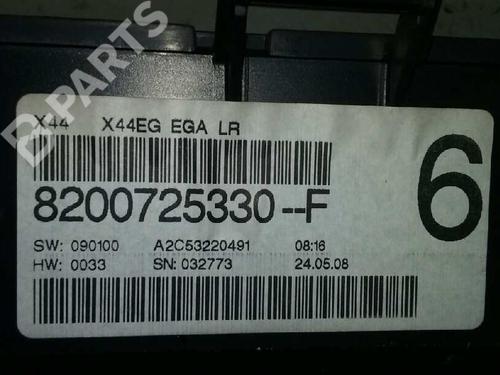 B-PARTS
X44 X44EG EGA LR
8200725330--F
6
SW: 090100 A2C53220491 08:16
HW: 0033 SN: 032773 24.05.08